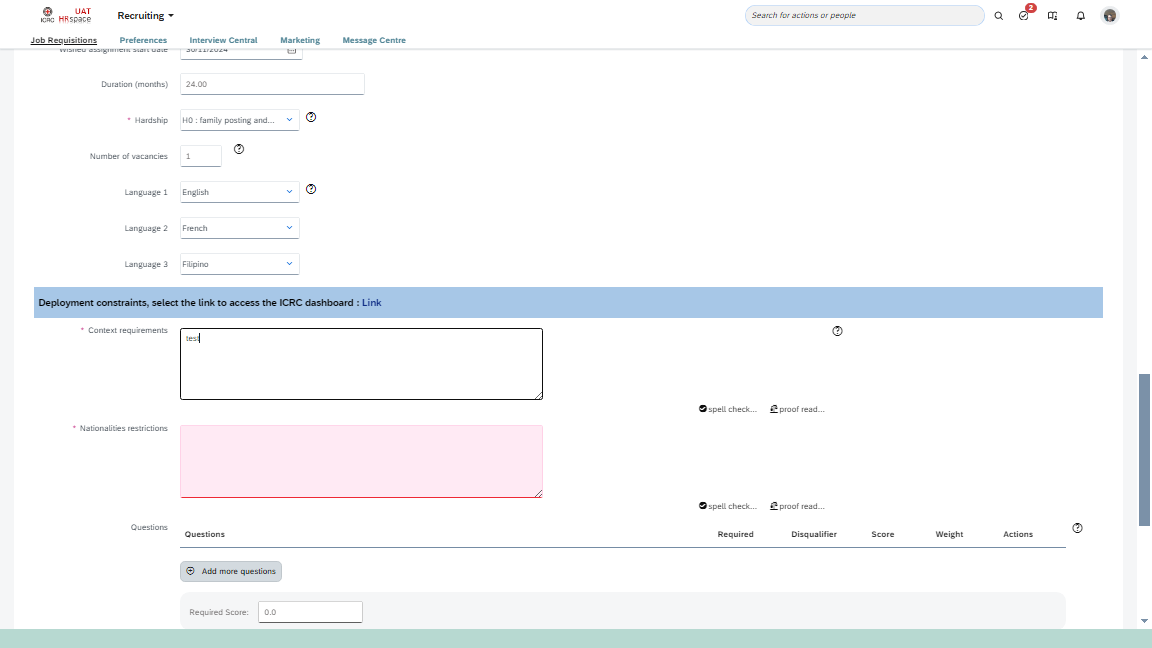 ICRC
UAT
HRspace
Recruiting
Search for actions or people
2
Job Requisitions
Preferences
Interview Central
Marketing
Message Centre
Wished assignment start date
30/11/2024
Duration (months)
24.00
* Hardship
H0 : family posting and...
Number of vacancies
1
Language 1
English
Language 2
French
Language 3
Filipino
Deployment constraints, select the link to access the ICRC dashboard : Link
* Context requirements
test
spell check... proof read...
* Nationalities restrictions
spell check... proof read...
Questions
Questions Required Disqualifier Score Weight Actions
Add more questions
Required Score: 0.0